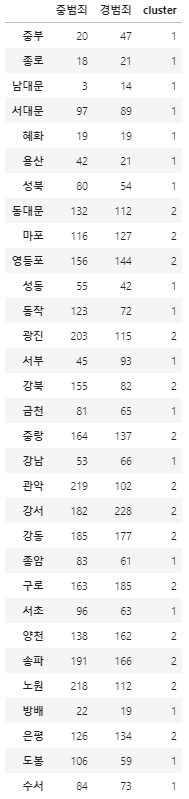 중범죄 경범죄 cluster
중부 20 47 1
종로 18 21 1
남대문 3 14 1
서대문 97 89 1
혜화 19 19 1
용산 42 21 1
성북 80 54 1
동대문 132 112 2
마포 116 127 2
영등포 156 144 2
성동 55 42 1
동작 123 72 1
광진 203 115 2
서부 45 93 1
강북 155 82 2
금천 81 65 1
중랑 164 137 2
강남 53 66 1
관악 219 102 2
강서 182 228 2
강동 185 177 2
종암 83 61 1
구로 163 185 2
서초 96 63 1
양천 138 162 2
송파 191 166 2
노원 218 112 2
방배 22 19 1
은평 126 134 2
도봉 106 59 1
수서 84 73 1